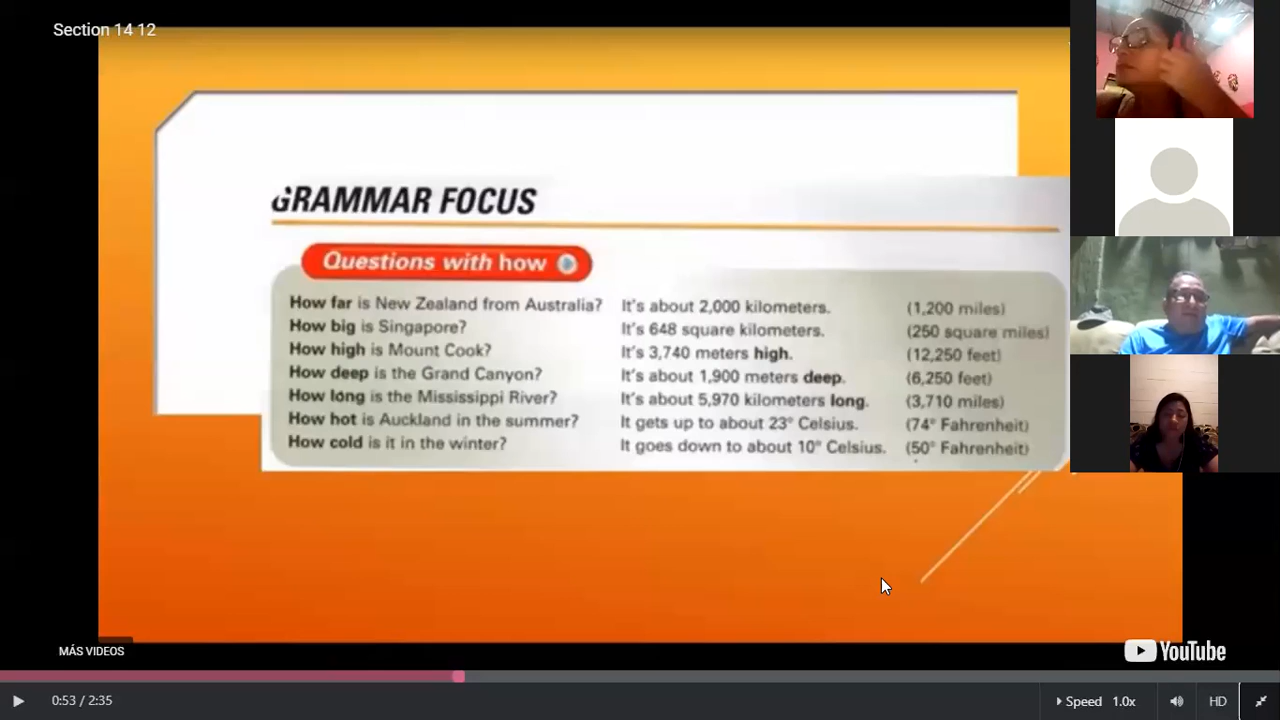 Section 14 12
GRAMMAR FOCUS
Questions with how
How far is New Zealand from Australia? It's about 2,000 kilometers. (1,200 miles)
How big is Singapore? It's 648 square kilometers. (250 square miles)
How high is Mount Cook? It's 3,740 meters high. (12,250 feet)
How deep is the Grand Canyon? It's about 1,900 meters deep. (6,250 feet)
How long is the Mississippi River? It's about 5,970 kilometers long. (3,710 miles)
How hot is Auckland in the summer? It gets up to about 23° Celsius. (74° Fahrenheit)
How cold is it in the winter? It goes down to about 10° Celsius. (50° Fahrenheit)
MÁS VIDEOS
YouTube
0:53 / 2:35
Speed 1.0x
HD